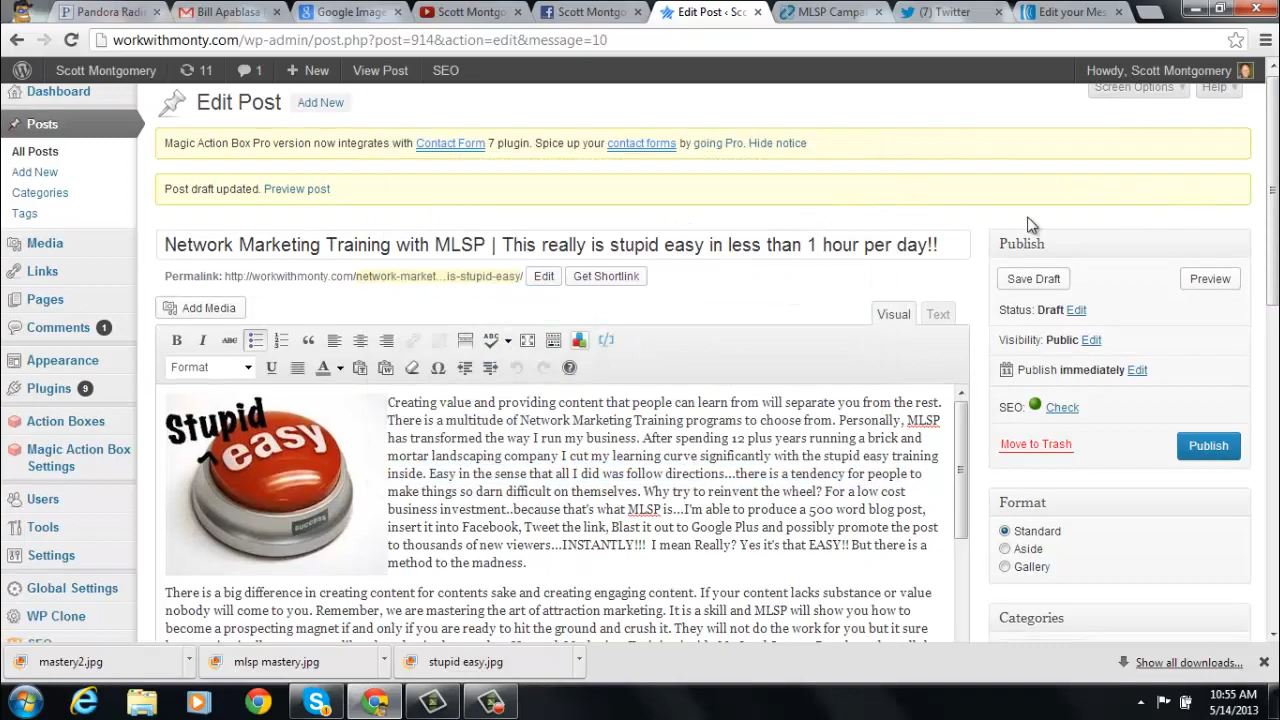 Pandora Radi
Bill Apablasa
Google Image
Scott Montgo
Scott Montgo
Edit Post ‹ Sco
MLSP Campai
(7) Twitter
Edit your Mes
workwithmonty.com/wp-admin/post.php?post=914&action=edit&message=10
Scott Montgomery
11
1
+ New
View Post
SEO
Howdy, Scott Montgomery
Dashboard
Posts
All Posts
Add New
Categories
Tags
Media
Links
Pages
Comments 1
Appearance
Plugins 9
Action Boxes
Magic Action Box
Settings
Users
Tools
Settings
Global Settings
WP Clone
Edit Post
Add New
Screen Options
Help
Magic Action Box Pro version now integrates with Contact Form 7 plugin. Spice up your contact forms by going Pro. Hide notice
Post draft updated. Preview post
Network Marketing Training with MLSP | This really is stupid easy in less than 1 hour per day!!
Permalink: http://workwithmonty.com/network-market…is-stupid-easy/
Edit
Get Shortlink
Add Media
Visual
Text
B
I
ABC
ABC
Format
U
A
Ω
Stupid
easy
success
Creating value and providing content that people can learn from will separate you from the rest.
There is a multitude of Network Marketing Training programs to choose from. Personally, MLSP
has transformed the way I run my business. After spending 12 plus years running a brick and
mortar landscaping company I cut my learning curve significantly with the stupid easy training
inside. Easy in the sense that all I did was follow directions…there is a tendency for people to
make things so darn difficult on themselves. Why try to reinvent the wheel? For a low cost
business investment..because that's what MLSP is…I'm able to produce a 500 word blog post,
insert it into Facebook, Tweet the link, Blast it out to Google Plus and possibly promote the post
to thousands of new viewers…INSTANTLY!!! I mean Really? Yes it's that EASY!! But there is a
method to the madness.
There is a big difference in creating content for contents sake and creating engaging content. If your content lacks substance or value
nobody will come to you. Remember, we are mastering the art of attraction marketing. It is a skill and MLSP will show you how to
become a prospecting magnet if and only if you are ready to hit the ground and crush it. They will not do the work for you but it sure
Publish
Save Draft
Preview
Status: Draft Edit
Visibility: Public Edit
Publish immediately Edit
SEO: Check
Move to Trash
Publish
Format
Standard
Aside
Gallery
Categories
mastery2.jpg
mlsp mastery.jpg
stupid easy.jpg
Show all downloads...
10:55 AM
5/14/2013